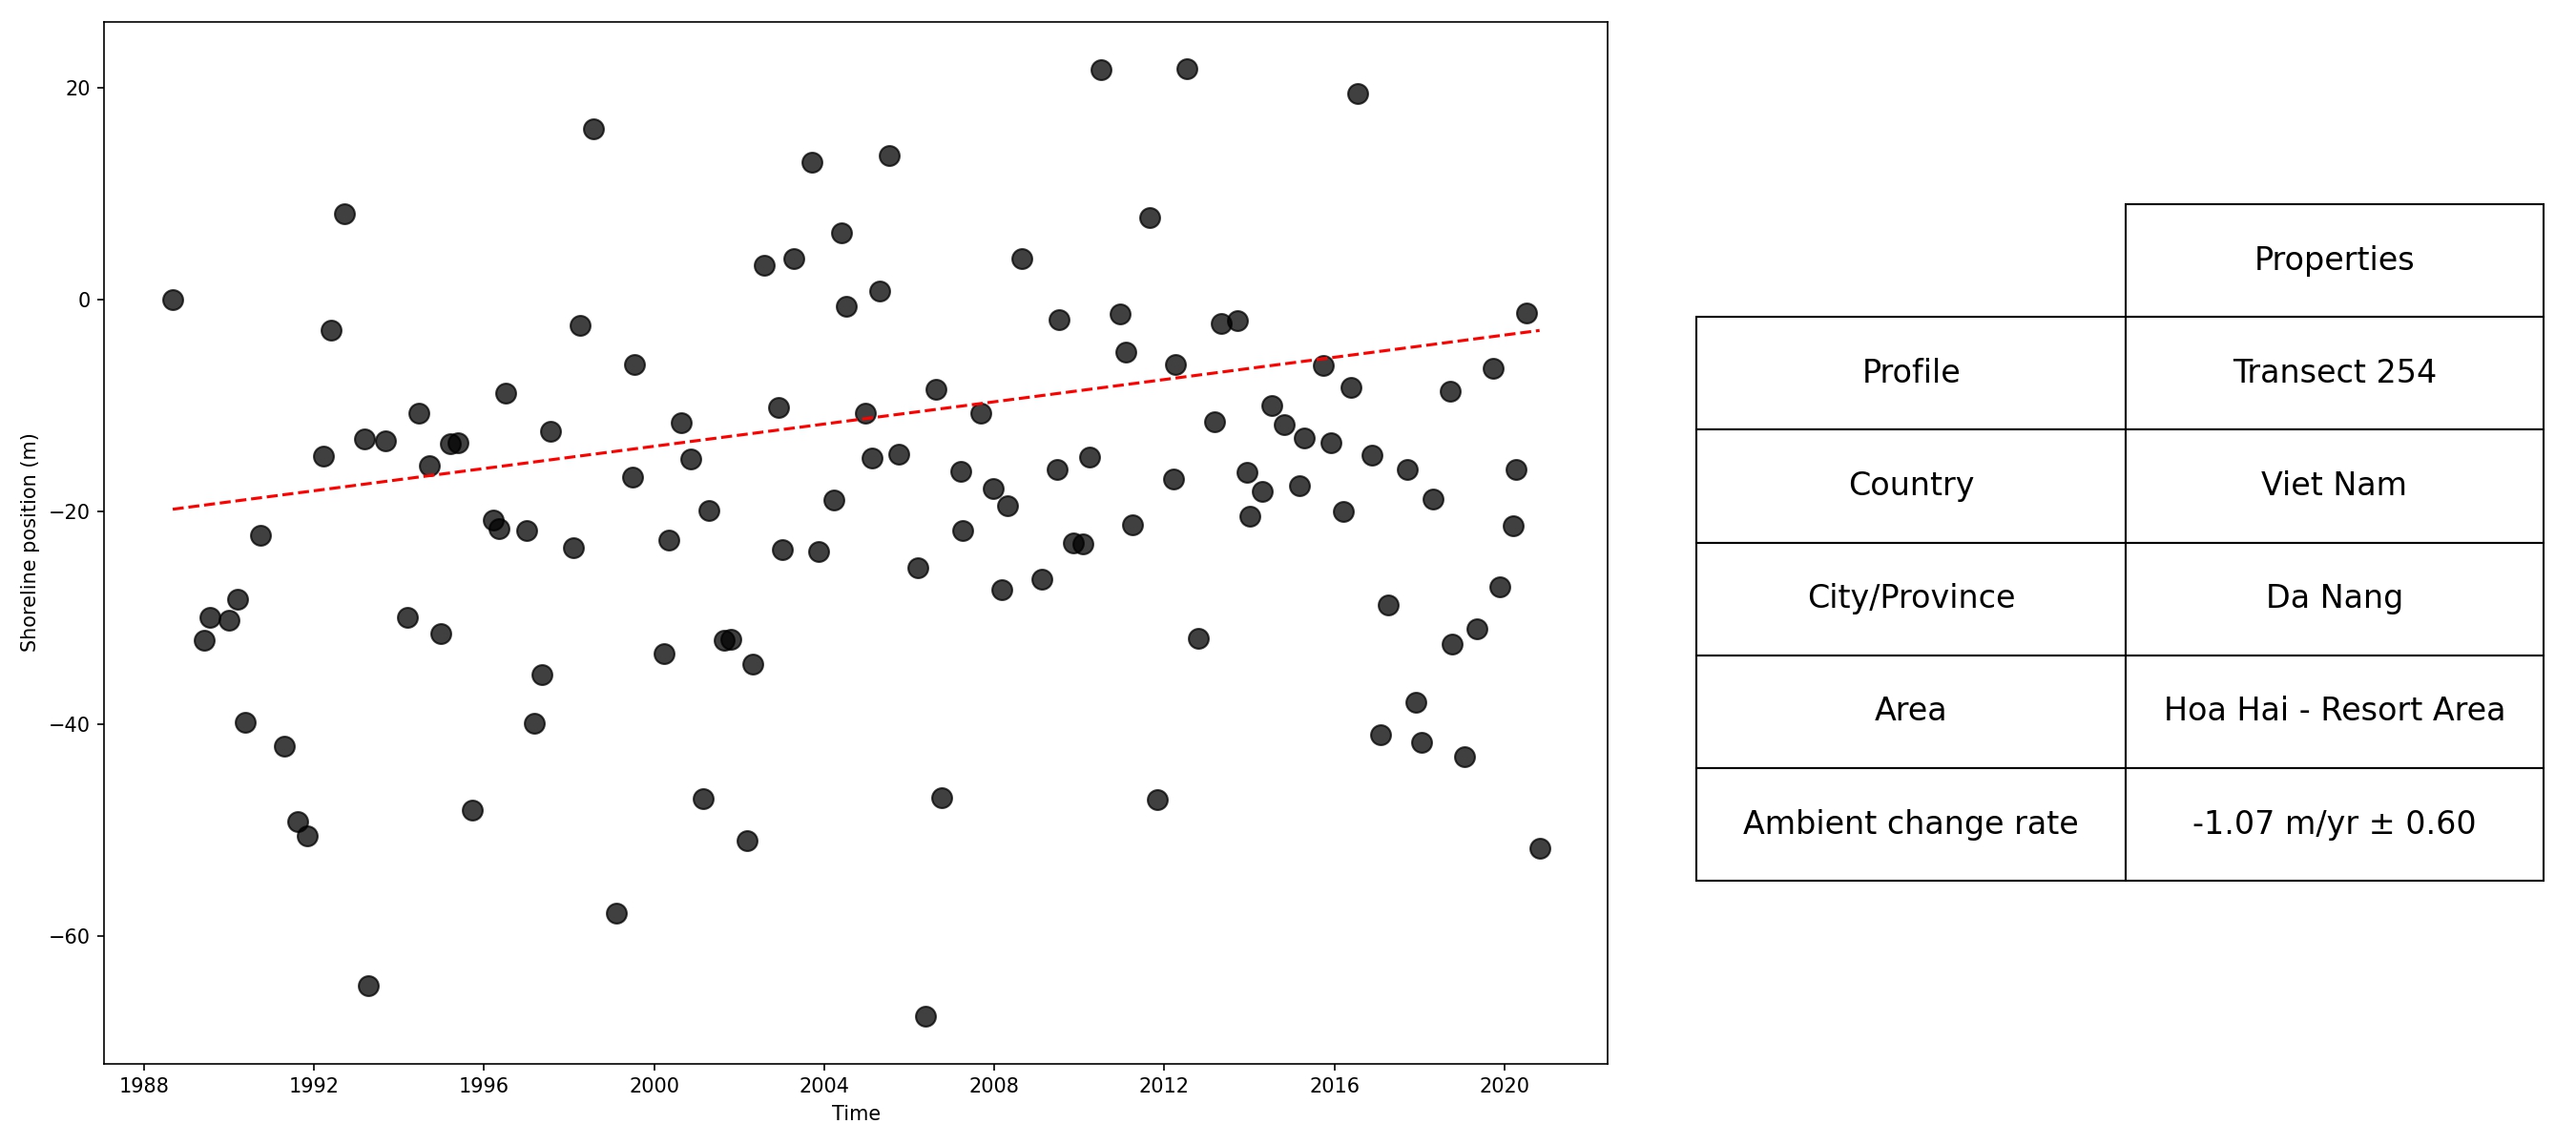 20
0
−20
−40
−60
Shoreline position (m)
1988 1992 1996 2000 2004 2008 2012 2016 2020
Time
Properties
Profile Transect 254
Country Viet Nam
City/Province Da Nang
Area Hoa Hai - Resort Area
Ambient change rate -1.07 m/yr ± 0.60